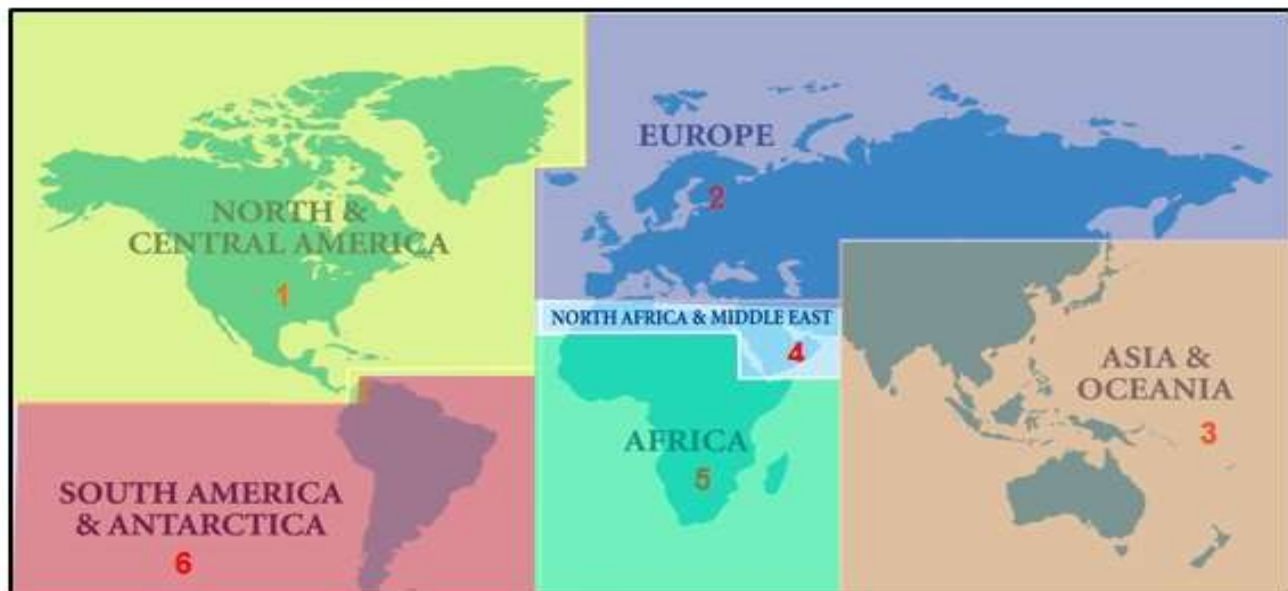 EUROPE
2
NORTH &
CENTRAL AMERICA
1
NORTH AFRICA & MIDDLE EAST
4
ASIA &
OCEANIA
3
AFRICA
5
SOUTH AMERICA
& ANTARCTICA
6